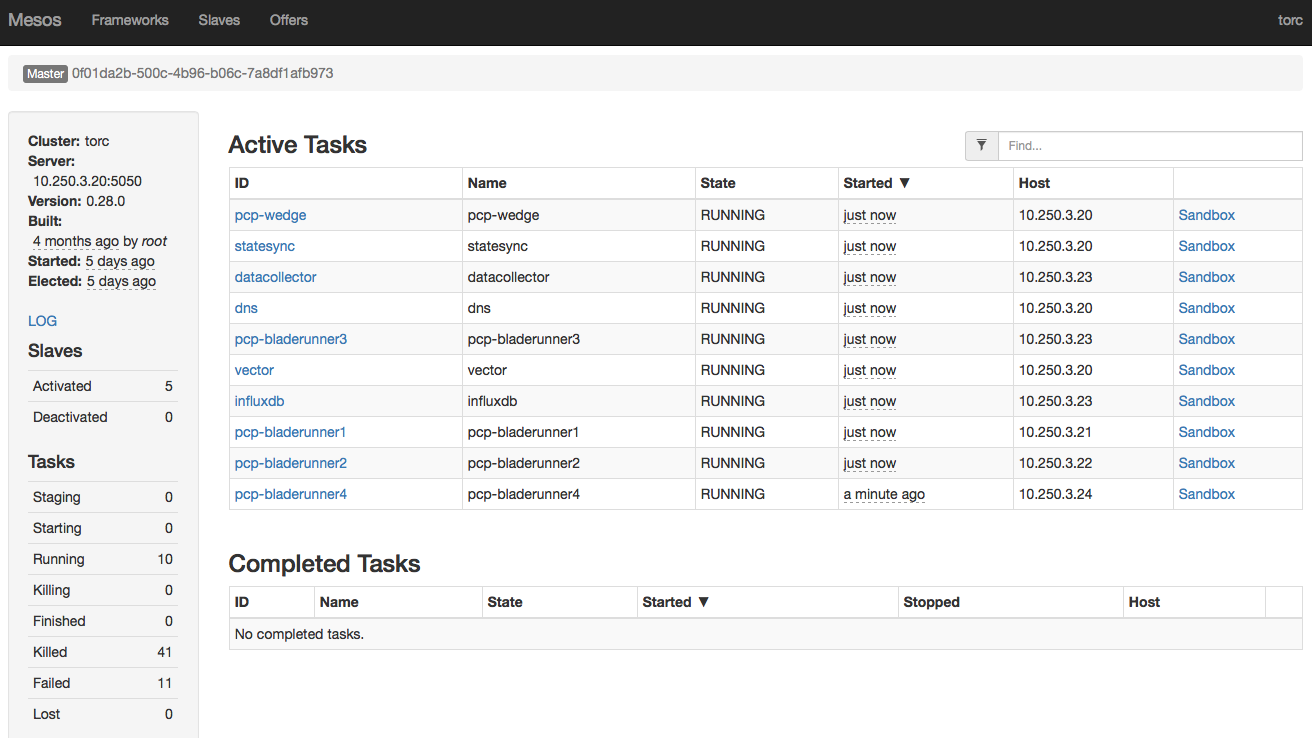 Mesos Frameworks Slaves Offers torc
Master 0f01da2b-500c-4b96-b06c-7a8df1afb973
Cluster: torc
Server:
10.250.3.20:5050
Version: 0.28.0
Built:
4 months ago by root
Started: 5 days ago
Elected: 5 days ago
LOG
Slaves
Activated 5
Deactivated 0
Tasks
Staging 0
Starting 0
Running 10
Killing 0
Finished 0
Killed 41
Failed 11
Lost 0
Active Tasks
Find...
ID Name State Started ▼ Host
pcp-wedge pcp-wedge RUNNING just now 10.250.3.20 Sandbox
statesync statesync RUNNING just now 10.250.3.20 Sandbox
datacollector datacollector RUNNING just now 10.250.3.23 Sandbox
dns dns RUNNING just now 10.250.3.20 Sandbox
pcp-bladerunner3 pcp-bladerunner3 RUNNING just now 10.250.3.23 Sandbox
vector vector RUNNING just now 10.250.3.20 Sandbox
influxdb influxdb RUNNING just now 10.250.3.23 Sandbox
pcp-bladerunner1 pcp-bladerunner1 RUNNING just now 10.250.3.21 Sandbox
pcp-bladerunner2 pcp-bladerunner2 RUNNING just now 10.250.3.22 Sandbox
pcp-bladerunner4 pcp-bladerunner4 RUNNING a minute ago 10.250.3.24 Sandbox
Completed Tasks
ID Name State Started ▼ Stopped Host
No completed tasks.